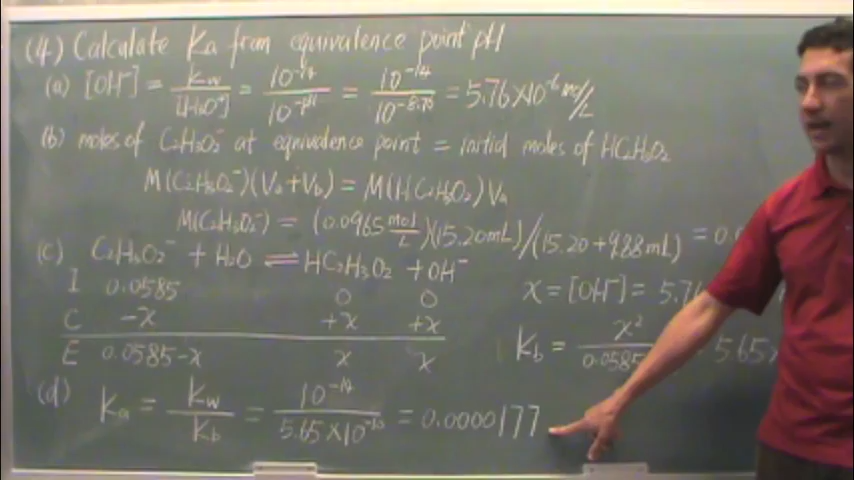 (4) Calculate Ka from equivalence point pH
(a) [OH⁻] = Kw/[H₃O⁺] = 10⁻¹⁴/10⁻ᵖᴴ = 10⁻¹⁴/10⁻⁸·⁷⁶ = 5.76×10⁻⁶ mol/L
(b) moles of C₂H₃O₂⁻ at equivalence point = initial moles of HC₂H₃O₂
M(C₂H₃O₂⁻)(Va+Vb) = M(HC₂H₃O₂)Va
M(C₂H₃O₂⁻) = (0.0965 mol/L)(15.20mL)/(15.20+9.88mL) = 0.0
(c) C₂H₃O₂⁻ + H₂O ⇌ HC₂H₃O₂ + OH⁻
I 0.0585 0 0
C -x +x +x
E 0.0585-x x x
x = [OH⁻] = 5.76
Kb = x²/0.0585 5.65x
(d) Ka = Kw/Kb = 10⁻¹⁴/5.65×10⁻¹⁰ = 0.0000177